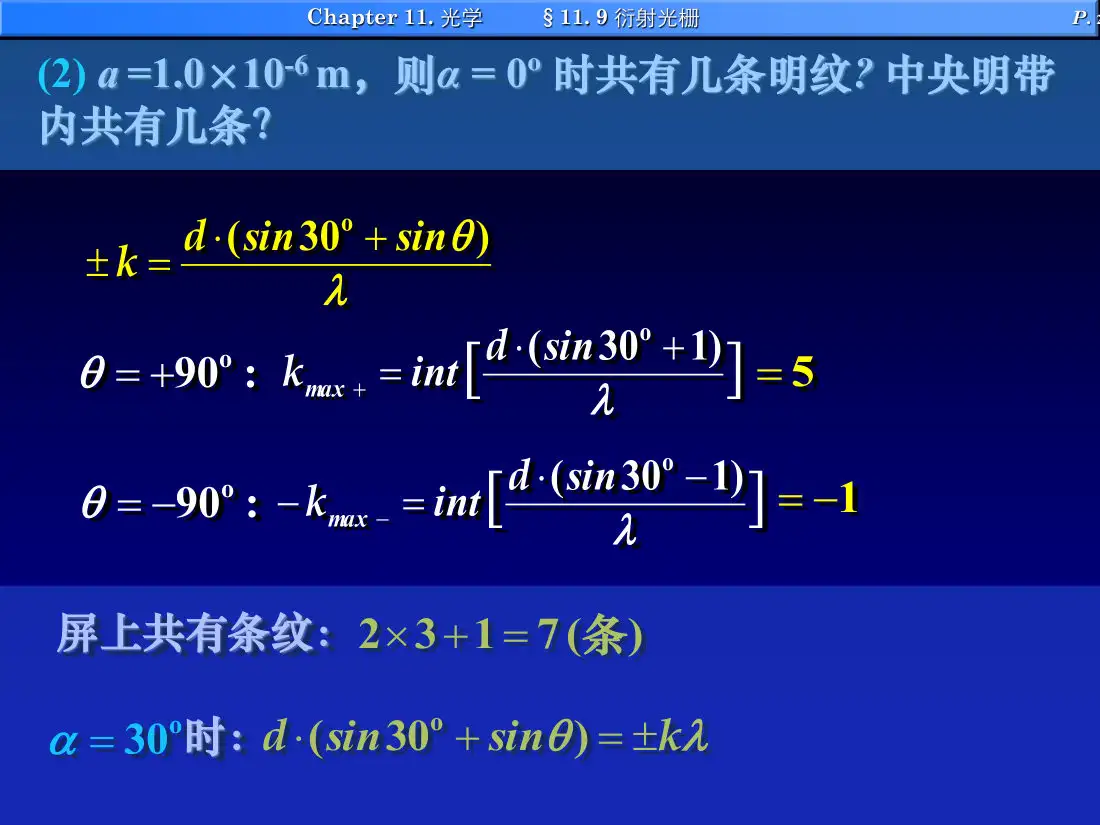 Chapter 11. 光学 §11. 9 衍射光栅 P.
(2) a =1.0×10⁻⁶ m，则α = 0º 时共有几条明纹? 中央明带
内共有几条?
±k = d·(sin30º + sinθ) / λ
θ = +90º : k_max+ = int[d·(sin30º +1) / λ] = 5
θ = −90º : −k_max− = int[d·(sin30º −1) / λ] = −1
屏上共有条纹：2×3+1 = 7 (条)
α = 30º时：d·(sin30º + sinθ) = ±kλ